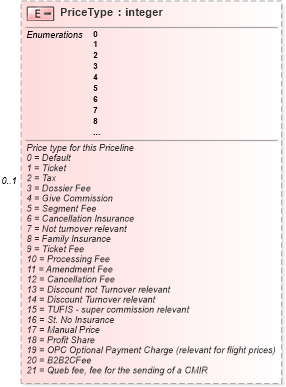 E PriceType : integer
Enumerations 0
1
2
3
4
5
6
7
8
...
0..1
Price type for this Priceline
0 = Default
1 = Ticket
2 = Tax
3 = Dossier Fee
4 = Give Commission
5 = Segment Fee
6 = Cancellation Insurance
7 = Not turnover relevant
8 = Family Insurance
9 = Ticket Fee
10 = Processing Fee
11 = Amendment Fee
12 = Cancellation Fee
13 = Discount not Turnover relevant
14 = Discount Turnover relevant
15 = TUFIS - super commission relevant
16 = St. No Insurance
17 = Manual Price
18 = Profit Share
19 = OPC Optional Payment Charge (relevant for flight prices)
20 = B2B2CFee
21 = Queb fee, fee for the sending of a CMIR